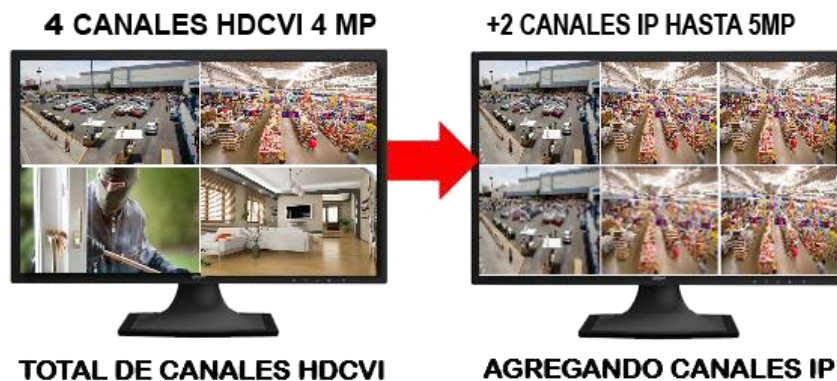 4 CANALES HDCVI 4 MP
+2 CANALES IP HASTA 5MP
TOTAL DE CANALES HDCVI
AGREGANDO CANALES IP